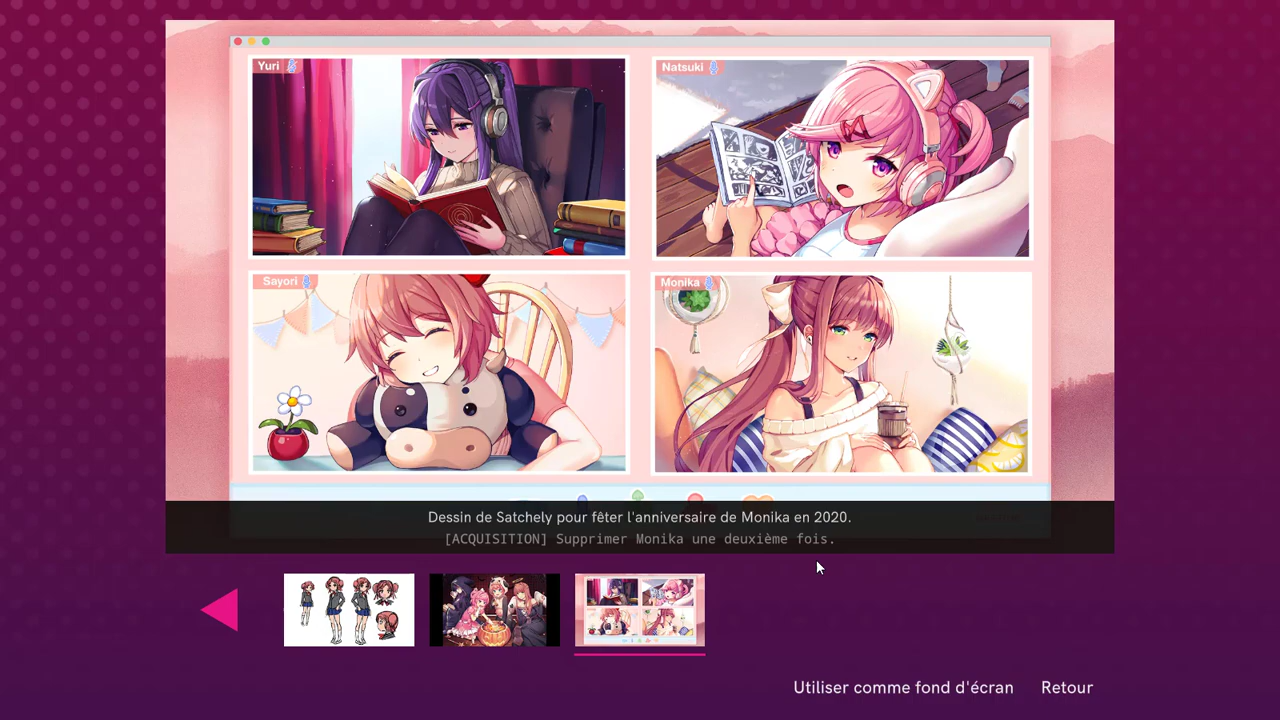 Yuri
Natsuki
Sayori
Monika
Dessin de Satchely pour fêter l'anniversaire de Monika en 2020.
[ACQUISITION] Supprimer Monika une deuxième fois.
Utiliser comme fond d'écran
Retour